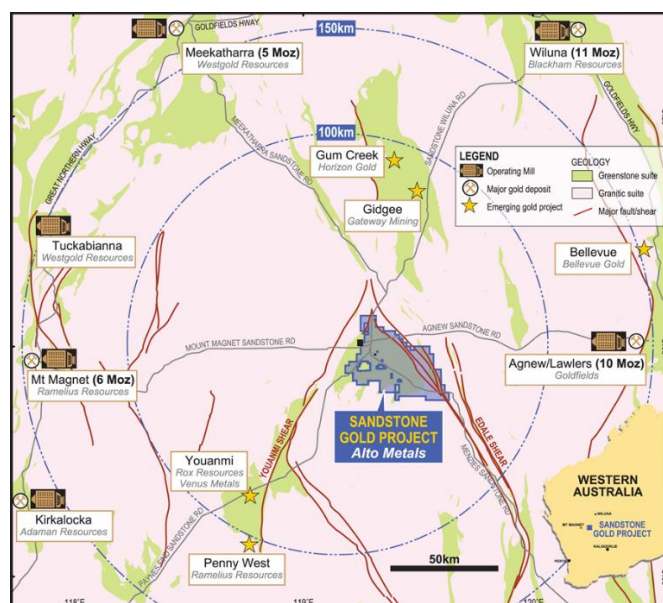 GOLDFIELDS HWY
150km
Meekatharra (5 Moz)
Westgold Resources
Wiluna (11 Moz)
Blackham Resources
GOLDFIELDS HWY
GREAT NORTHERN HWY
MEEKATHARRA SANDSTONE RD
SANDSTONE WILUNA RD
100km
Gum Creek
Horizon Gold
Gidgee
Gateway Mining
LEGEND
Operating Mill
Major gold deposit
Emerging gold project
GEOLOGY
Greenstone suite
Granitic suite
Major fault/shear
Tuckabianna
Westgold Resources
Bellevue
Bellevue Gold
MOUNT MAGNET SANDSTONE RD
AGNEW SANDSTONE RD
Mt Magnet (6 Moz)
Ramelius Resources
Agnew/Lawlers (10 Moz)
Goldfields
SANDSTONE
GOLD PROJECT
Alto Metals
YOUANMI SHEAR
EDALE SHEAR
MENZIES SANDSTONE RD
Youanmi
Rox Resources
Venus Metals
Kirkalocka
Adaman Resources
PAYNES FIND SANDSTONE RD
Penny West
Ramelius Resources
50km
WESTERN
AUSTRALIA
WILUNA
MT MAGNET
SANDSTONE
GOLD PROJECT
KALGOORLIE
PERTH
118°E
119°E
120°E